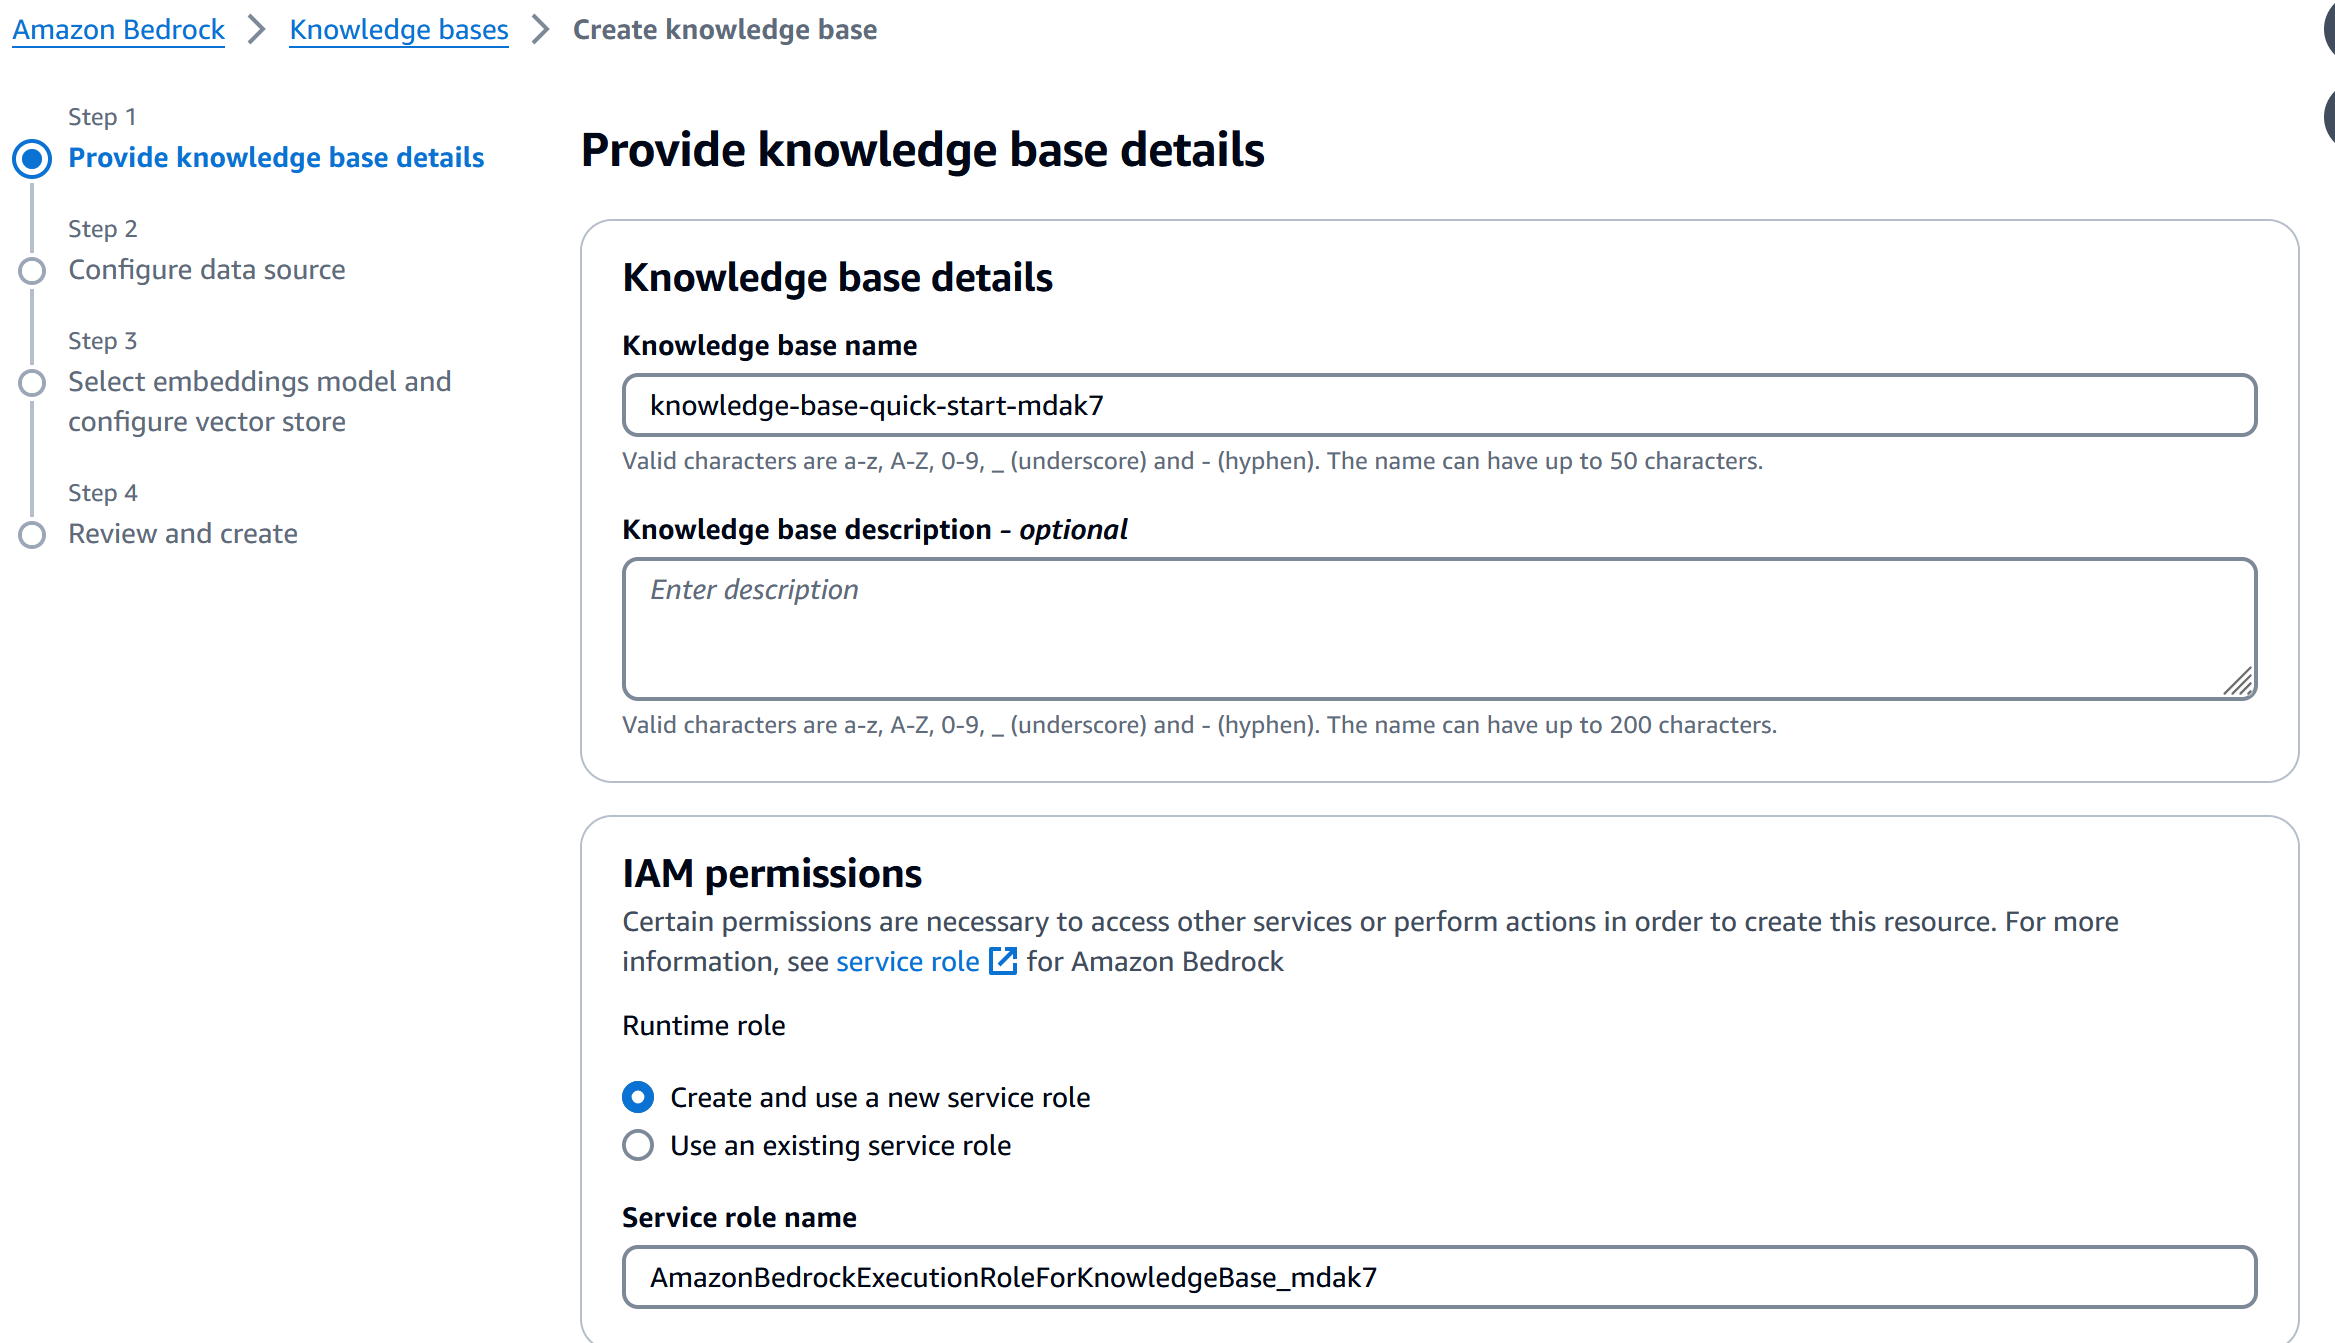 Amazon Bedrock > Knowledge bases > Create knowledge base
Step 1
Provide knowledge base details
Step 2
Configure data source
Step 3
Select embeddings model and
configure vector store
Step 4
Review and create
Provide knowledge base details
Knowledge base details
Knowledge base name
knowledge-base-quick-start-mdak7
Valid characters are a-z, A-Z, 0-9, _ (underscore) and - (hyphen). The name can have up to 50 characters.
Knowledge base description - optional
Enter description
Valid characters are a-z, A-Z, 0-9, _ (underscore) and - (hyphen). The name can have up to 200 characters.
IAM permissions
Certain permissions are necessary to access other services or perform actions in order to create this resource. For more
information, see service role for Amazon Bedrock
Runtime role
Create and use a new service role
Use an existing service role
Service role name
AmazonBedrockExecutionRoleForKnowledgeBase_mdak7